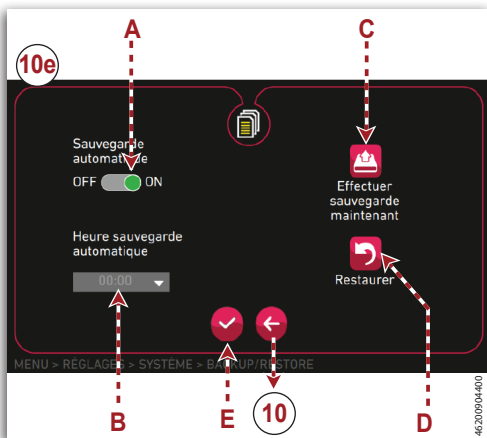 A
C
10e
Sauvegarde
automatique
OFF ON
Effectuer
sauvegarde
maintenant
Heure sauvegarde
automatique
00:00
Restaurer
MENU > RÉGLAGES > SYSTÈME > BACKUP/RESTORE
B
E
10
D
46200904400